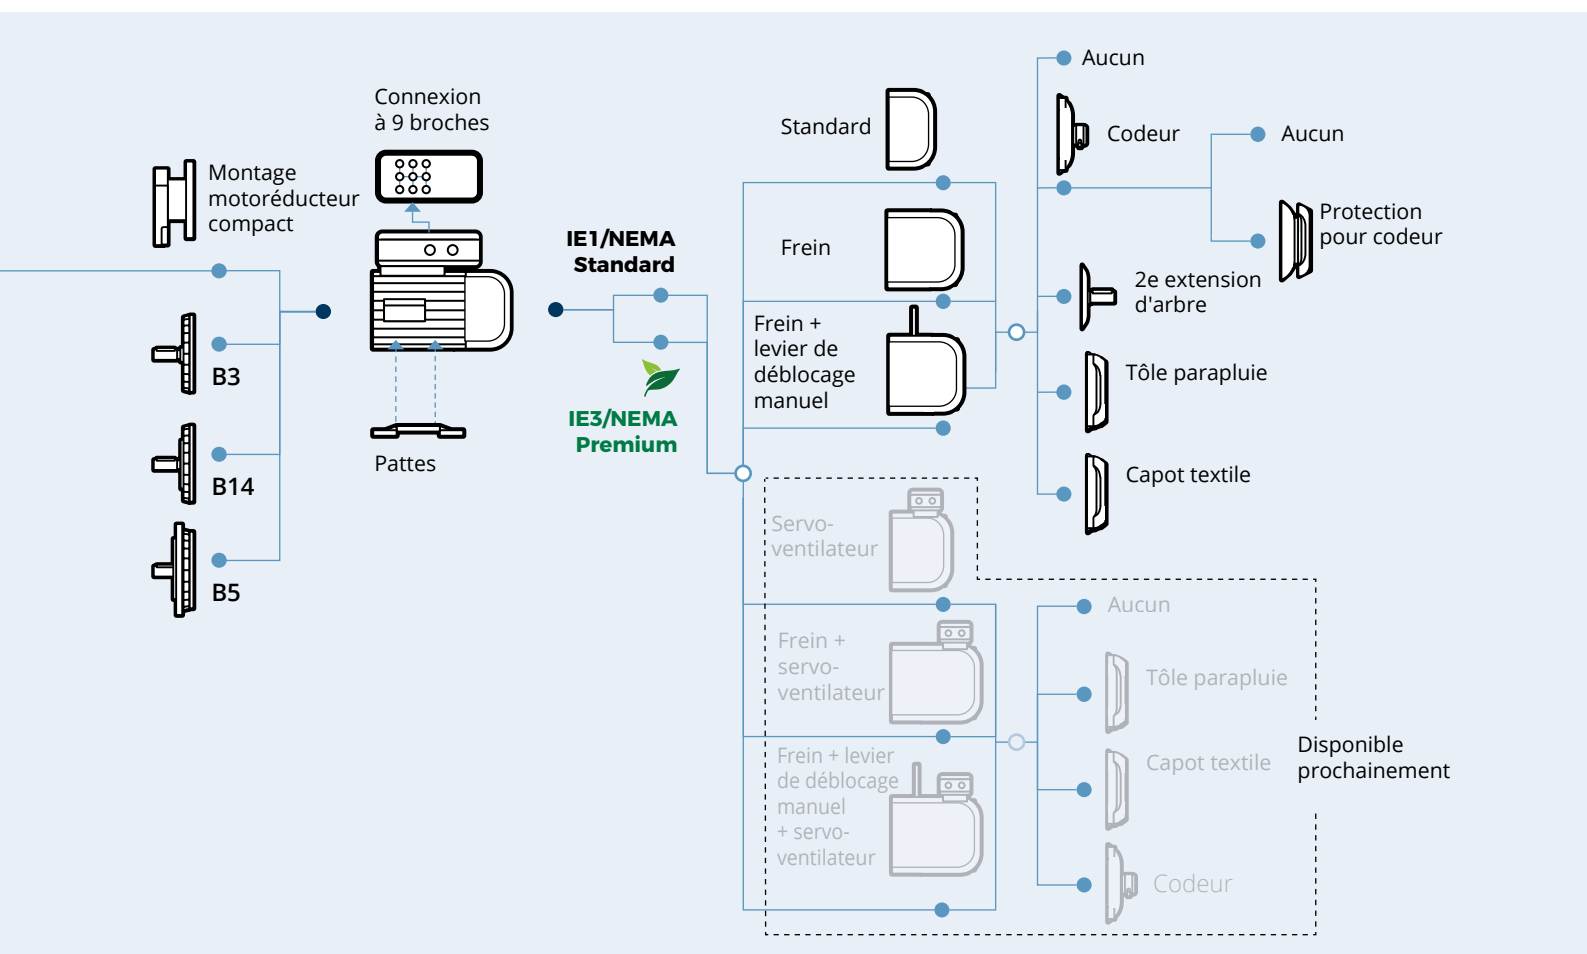 Connexion
à 9 broches
Montage
motoréducteur
compact
B3
B14
B5
Pattes
IE1/NEMA
Standard
IE3/NEMA
Premium
Standard
Frein
Frein +
levier de
déblocage
manuel
Aucun
Codeur
Aucun
Protection
pour codeur
2e extension
d'arbre
Tôle parapluie
Capot textile
Servo-
ventilateur
Frein +
servo-
ventilateur
Frein + levier
de déblocage
manuel
+ servo-
ventilateur
Aucun
Tôle parapluie
Capot textile
Codeur
Disponible
prochainement